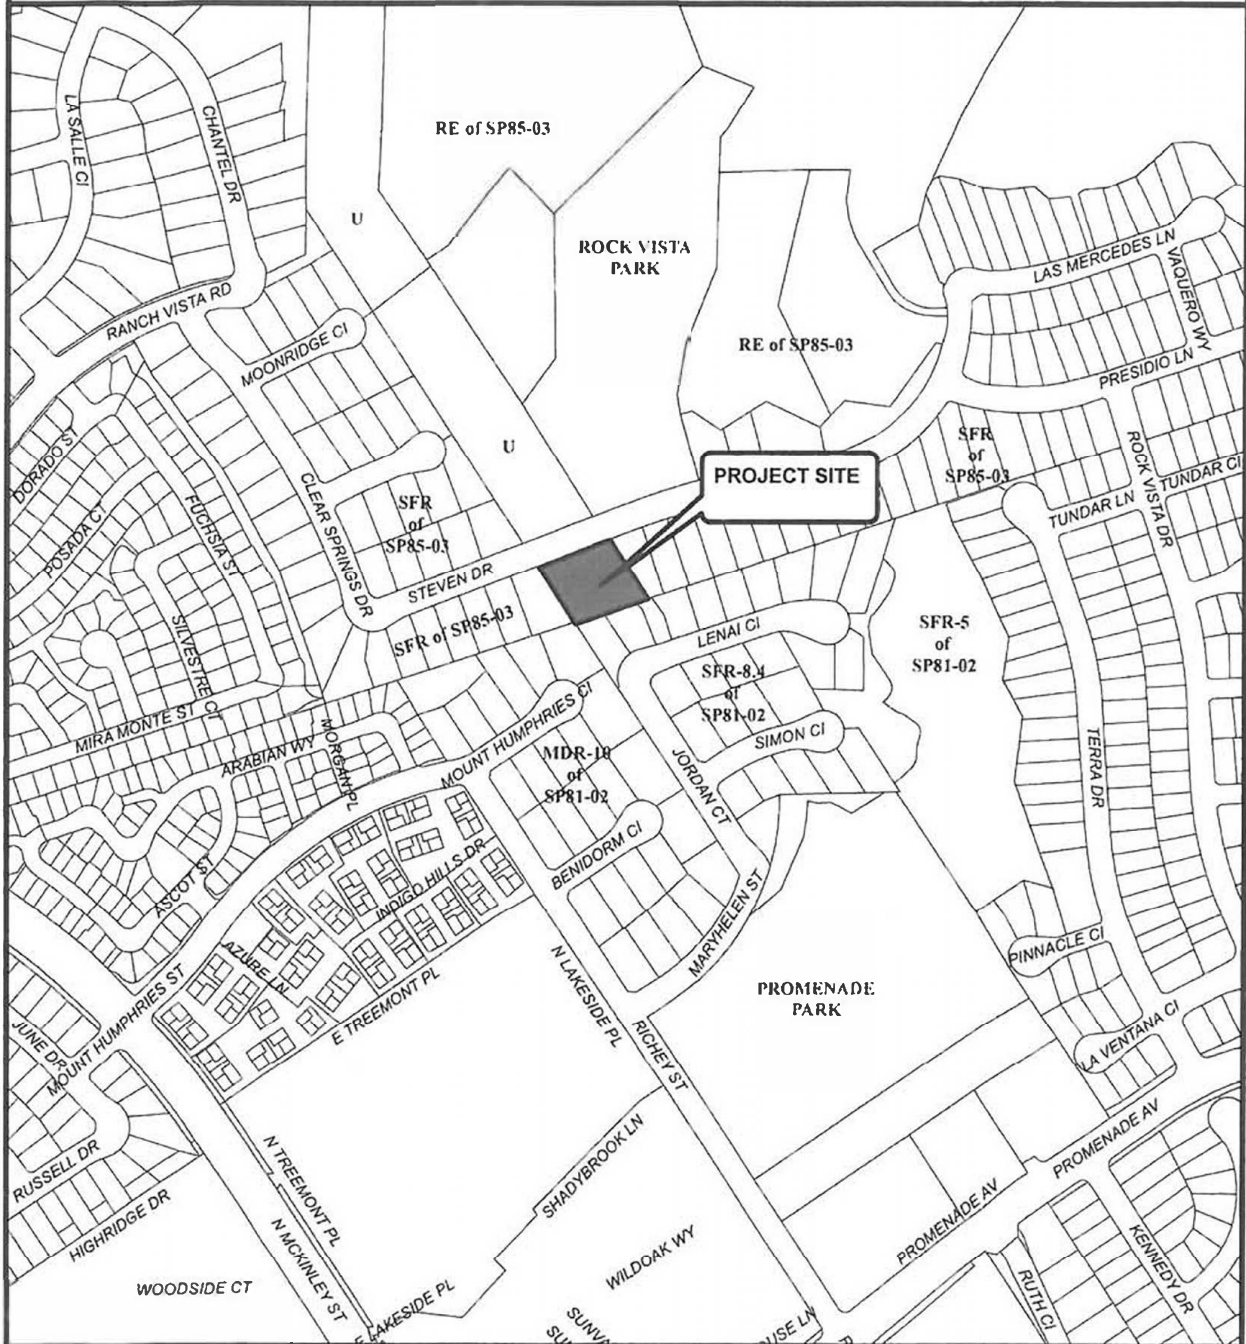 LA SALLE CI
CHANTEL DR
RE of SP85-03
U
ROCK VISTA
PARK
LAS MERCEDES LN
VAQUERO WY
RANCH VISTA RD
MOONRIDGE CI
RE of SP85-03
PRESIDIO LN
DORADO S
U
SFR
of
SP85-03
ROCK VISTA DR
TUNDAR CI
TUNDAR LN
PROJECT SITE
POSADA CT
FUCHSIA ST
CLEAR SPRINGS DR
SFR
of
SP85-03
STEVEN DR
SFR of SP85-03
SILVESTRE CT
LENAI CI
SFR-5
of
SP81-02
SFR-8.4
of
SP81-02
MIRA MONTE ST
ARABIAN WY
MORGAN PL
MOUNT HUMPHRIES CI
MDR-10
of
SP81-02
SIMON CI
JORDAN CT
TERRA DR
BENIDORM CI
INDIGO HILLS DR
ASCOT ST
AZURE LN
MARYHELEN ST
PINNACLE CI
N LAKESIDE PL
E TREEMONT PL
PROMENADE
PARK
MOUNT HUMPHRIES ST
JUNE DR
RICHEY ST
LA VENTANA CI
PROMENADE AV
RUSSELL DR
HIGHRIDGE DR
N TREEMONT PL
N MCKINLEY ST
SHADYBROOK LN
WILDOAK WY
PROMENADE AV
KENNEDY DR
RUTH CI
WOODSIDE CT
LAKESIDE PL
SUNVA
OUSE LN